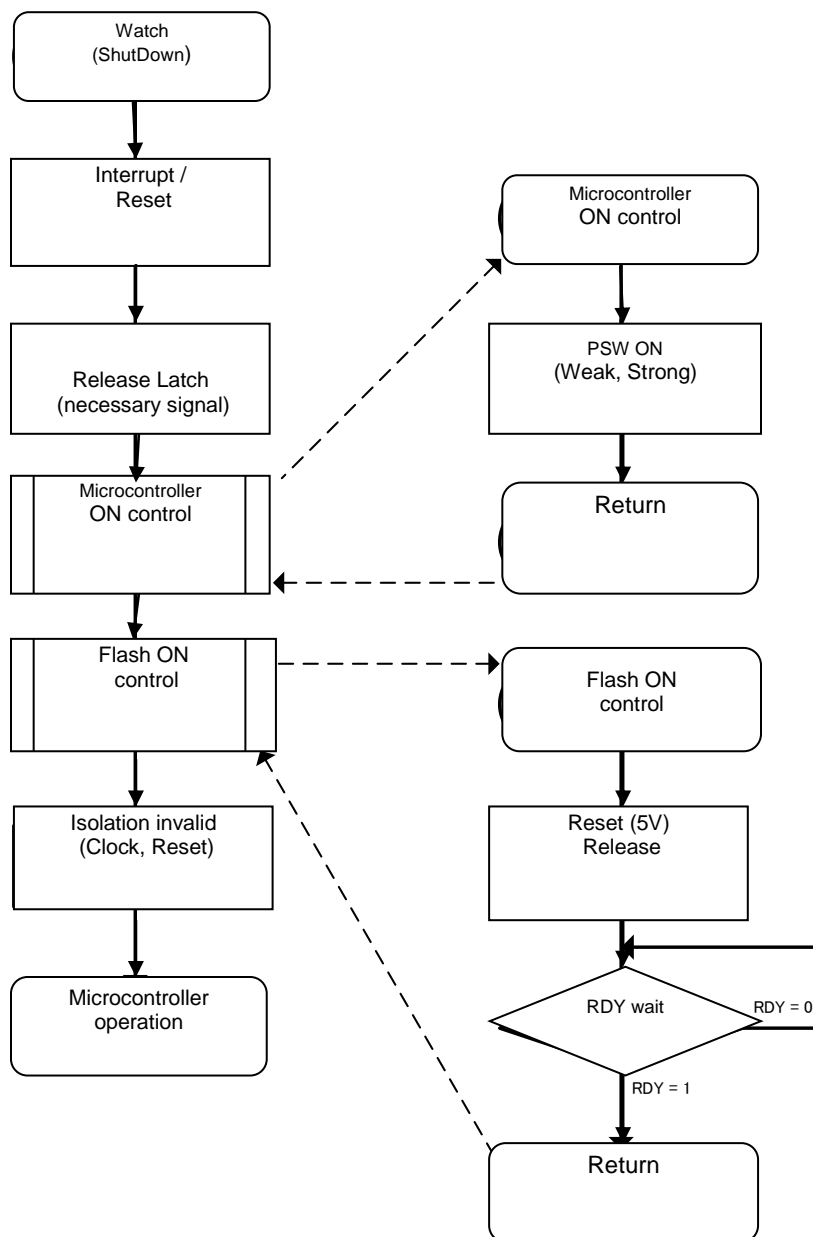 Watch
(ShutDown)
Interrupt /
Reset
Release Latch
(necessary signal)
Microcontroller
ON control
Flash ON
control
Isolation invalid
(Clock, Reset)
Microcontroller
operation
Microcontroller
ON control
PSW ON
(Weak, Strong)
Return
Flash ON
control
Reset (5V)
Release
RDY wait
RDY = 0
RDY = 1
Return